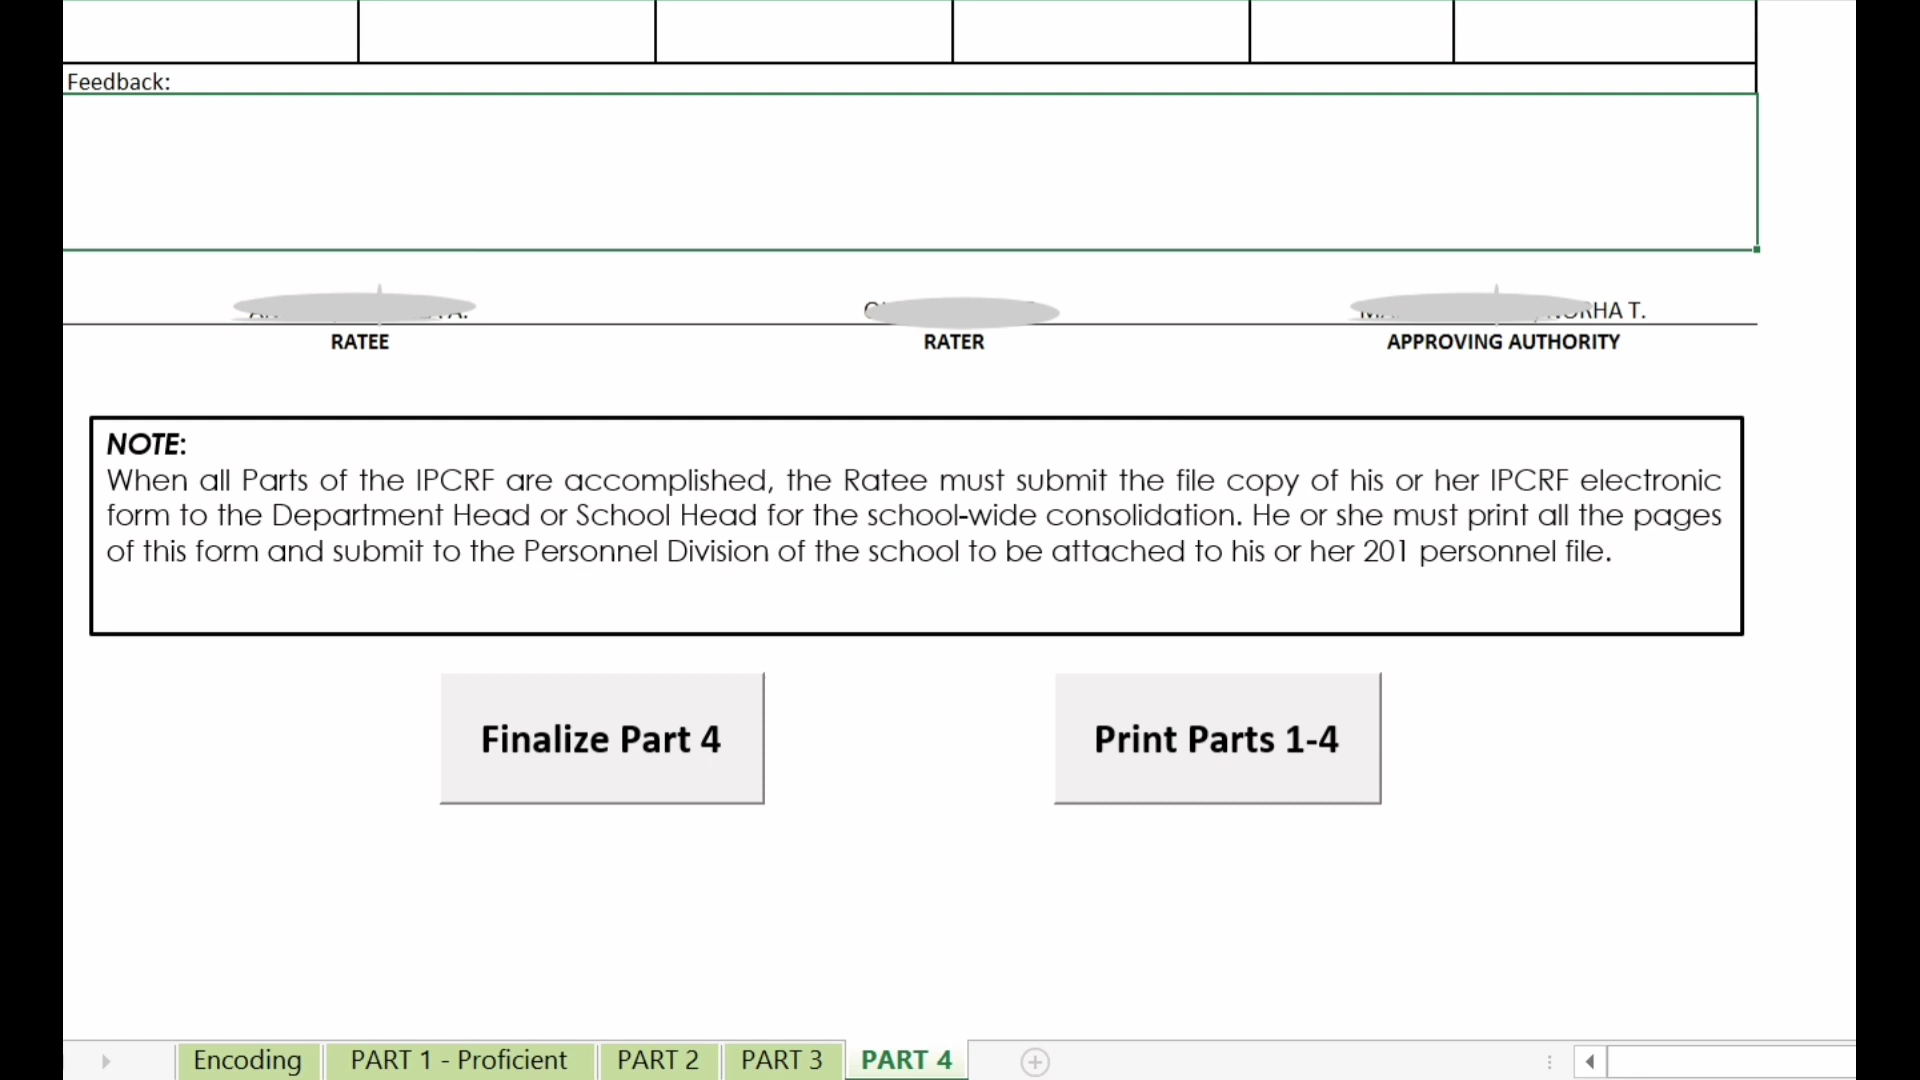 Feedback:
RHA T.
RATEE
RATER
APPROVING AUTHORITY
NOTE:
When all Parts of the IPCRF are accomplished, the Ratee must submit the file copy of his or her IPCRF electronic
form to the Department Head or School Head for the school-wide consolidation. He or she must print all the pages
of this form and submit to the Personnel Division of the school to be attached to his or her 201 personnel file.
Finalize Part 4
Print Parts 1-4
Encoding
PART 1 - Proficient
PART 2
PART 3
PART 4